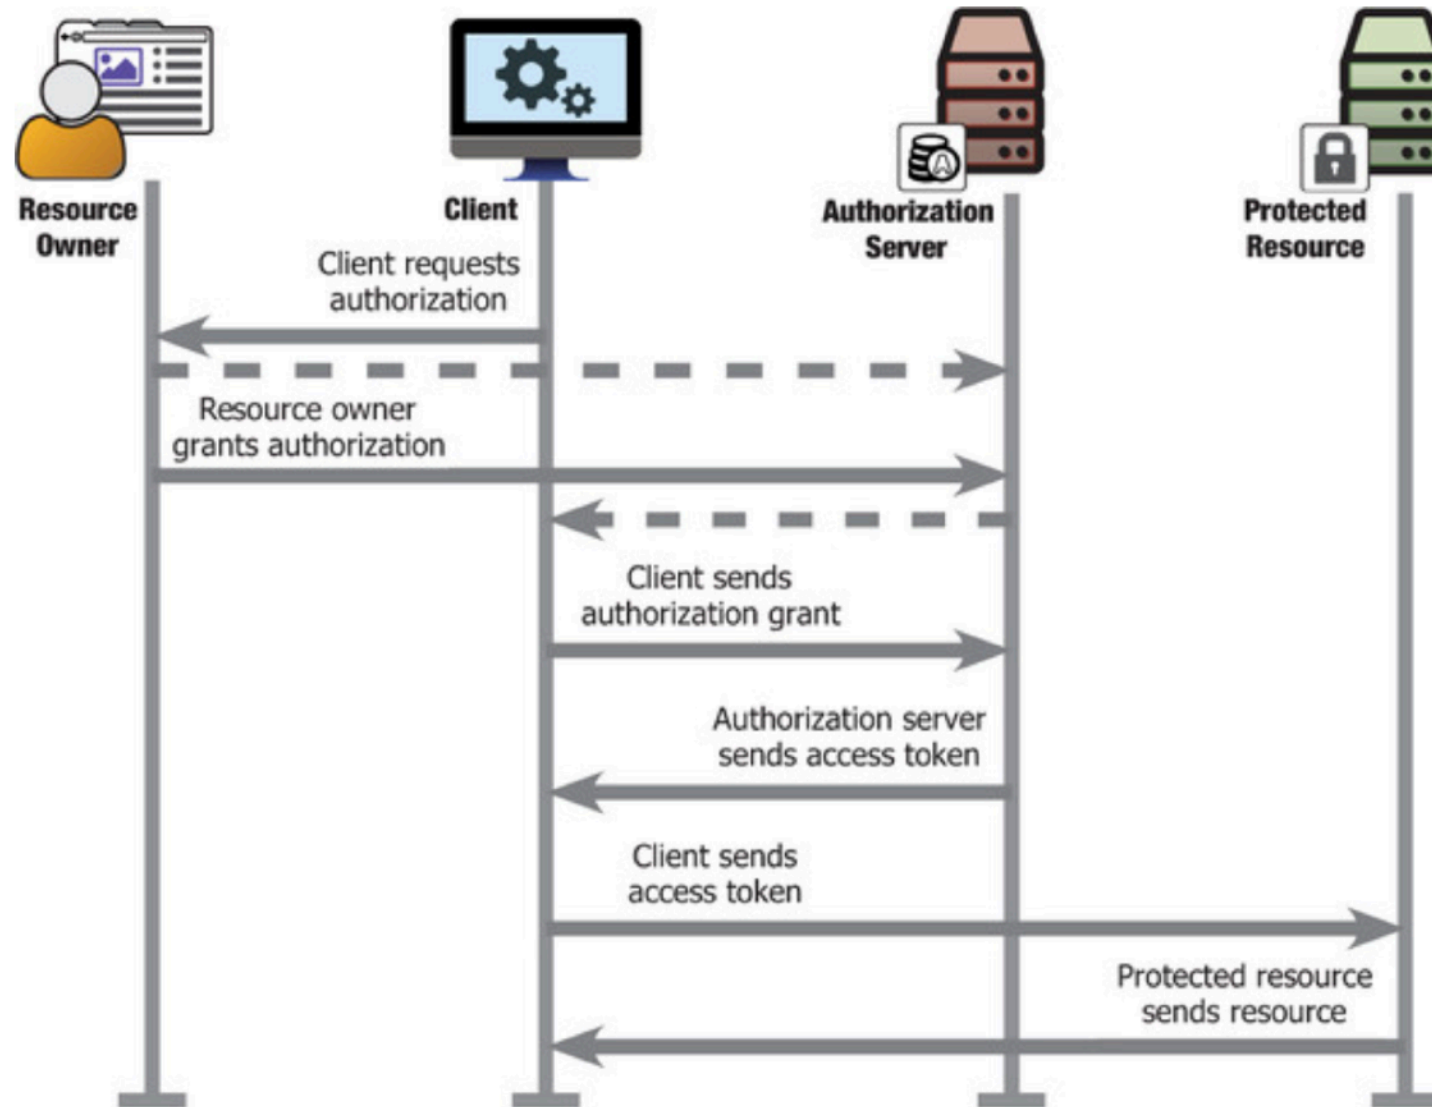 Resource
Owner
Client
Authorization
Server
Protected
Resource
Client requests
authorization
Resource owner
grants authorization
Client sends
authorization grant
Authorization server
sends access token
Client sends
access token
Protected resource
sends resource